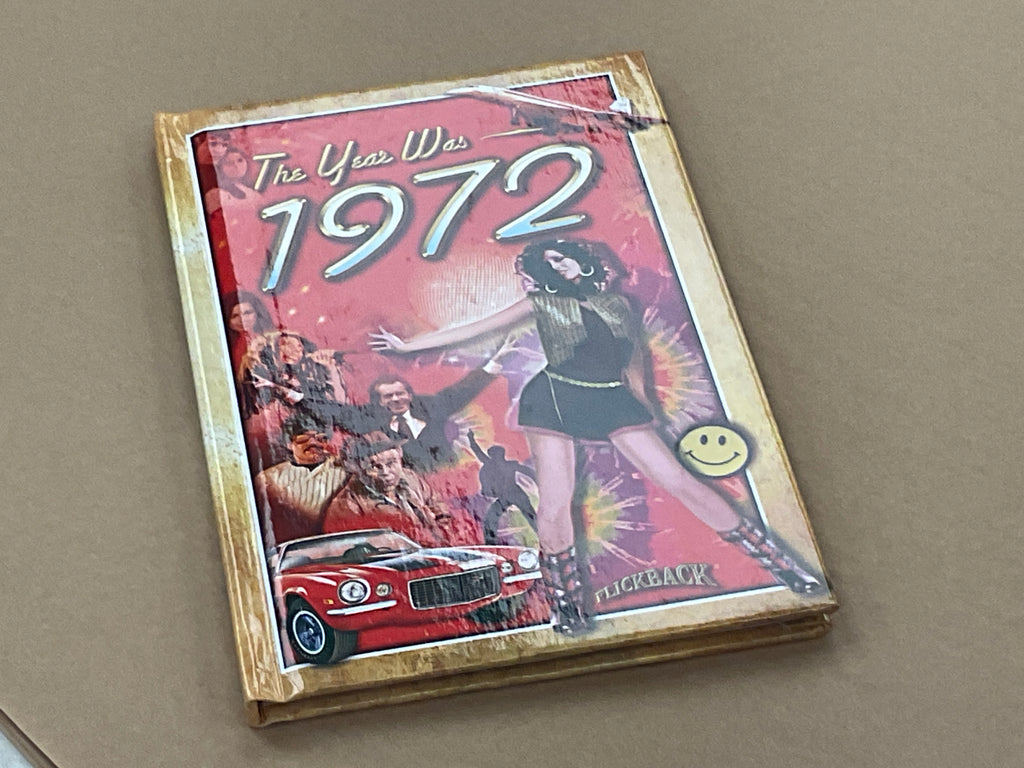 The Year Was
1972
FLICKBACK